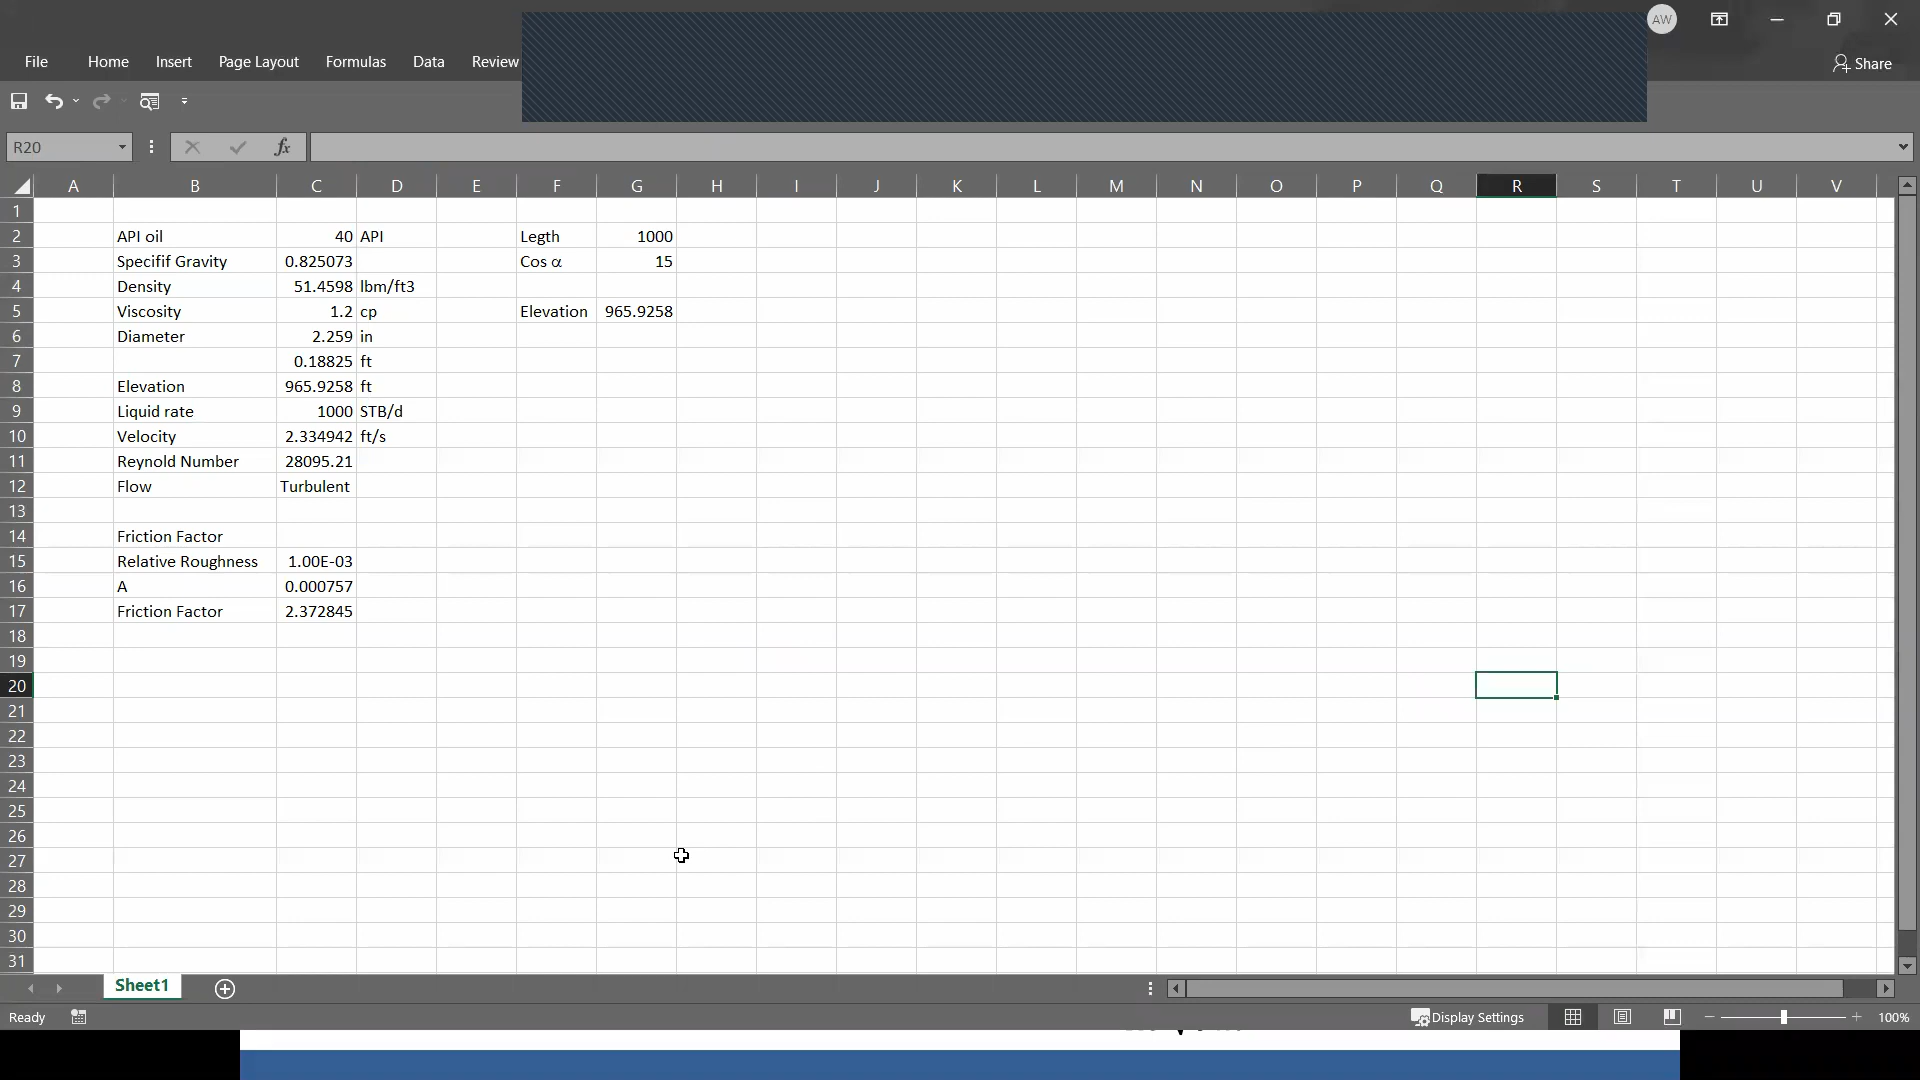 AW
File Home Insert Page Layout Formulas Data Review
Share
R20
fx
A B C D E F G H I J K L M N O P Q R S T U V
1
2 API oil 40 API Legth 1000
3 Specifif Gravity 0.825073 Cos α 15
4 Density 51.4598 lbm/ft3
5 Viscosity 1.2 cp Elevation 965.9258
6 Diameter 2.259 in
7 0.18825 ft
8 Elevation 965.9258 ft
9 Liquid rate 1000 STB/d
10 Velocity 2.334942 ft/s
11 Reynold Number 28095.21
12 Flow Turbulent
13
14 Friction Factor
15 Relative Roughness 1.00E-03
16 A 0.000757
17 Friction Factor 2.372845
18
19
20
21
22
23
24
25
26
27
28
29
30
31
Sheet1
Ready Display Settings 100%